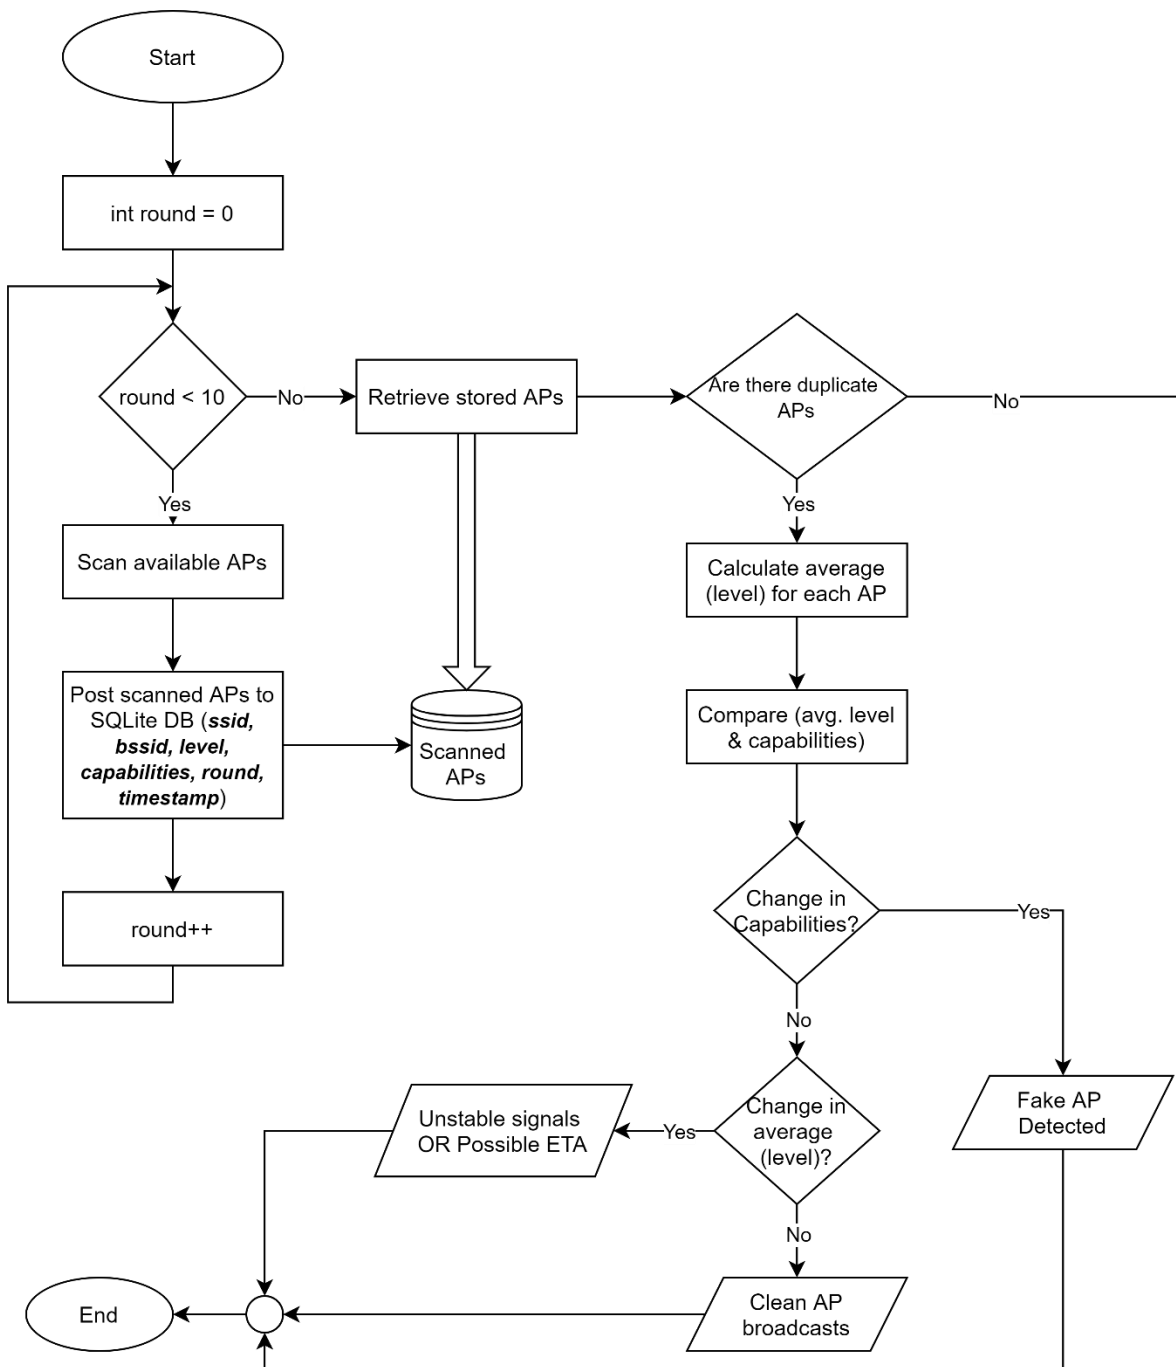 Start
int round = 0
round < 10
No
Retrieve stored APs
Are there duplicate
APs
No
Yes
Scan available APs
Post scanned APs to
SQLite DB (ssid,
bssid, level,
capabilities, round,
timestamp)
Scanned
APs
round++
Yes
Calculate average
(level) for each AP
Compare (avg. level
& capabilities)
Change in
Capabilities?
Yes
No
Fake AP
Detected
Change in
average
(level)?
Yes
Unstable signals
OR Possible ETA
No
Clean AP
broadcasts
End